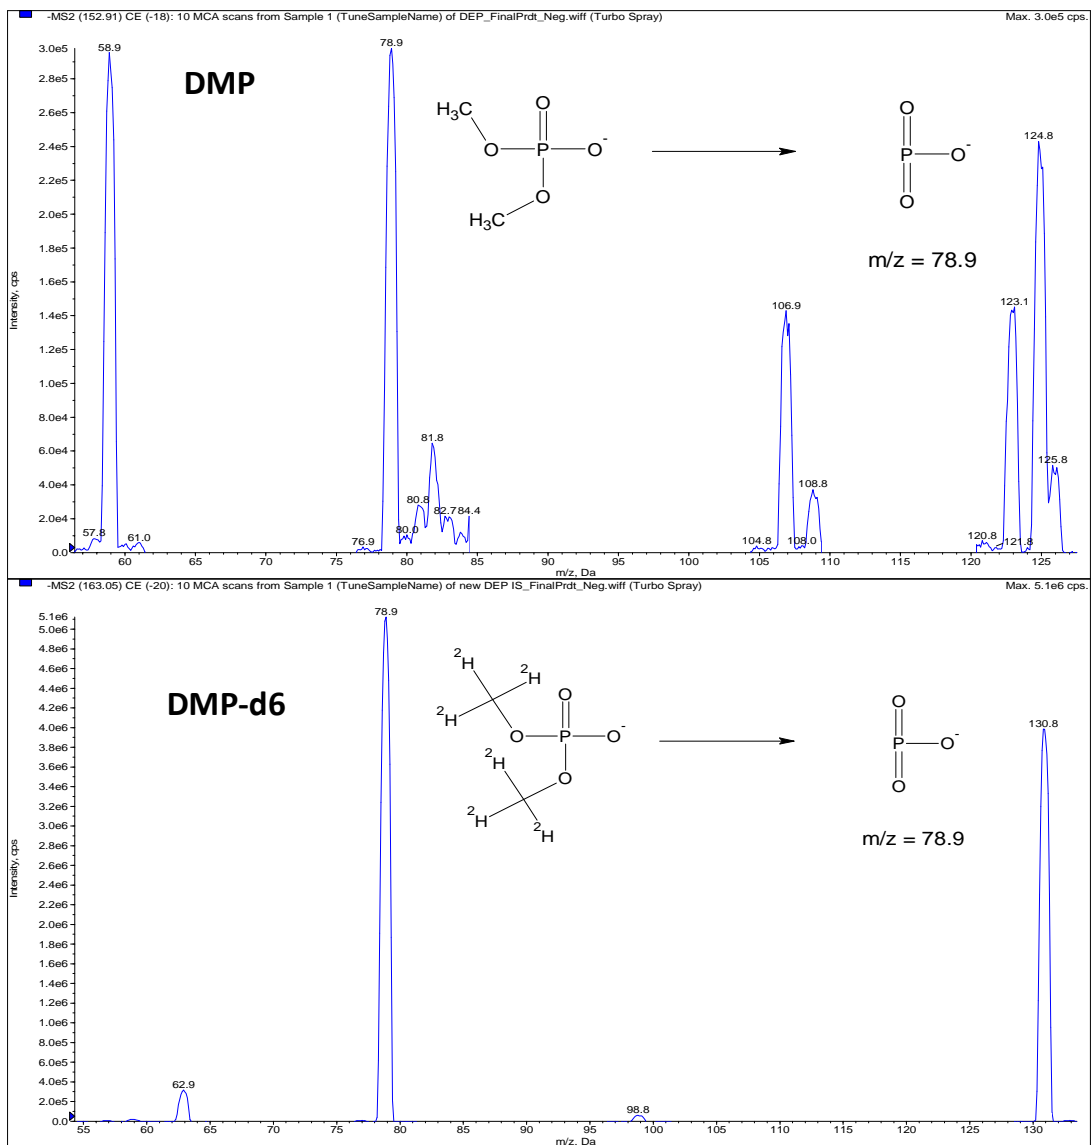 -MS2 (152.91) CE (-18): 10 MCA scans from Sample 1 (TuneSampleName) of DEP_FinalPrdt_Neg.wiff (Turbo Spray) Max. 3.0e5 cps.
DMP
Intensity, cps
3.0e5
2.8e5
2.6e5
2.4e5
2.2e5
2.0e5
1.8e5
1.6e5
1.4e5
1.2e5
1.0e5
8.0e4
6.0e4
4.0e4
2.0e4
0.0
58.9
78.9
124.8
106.9
123.1
81.8
80.8
82.7
84.4
108.8
125.8
57.8
61.0
76.9
80.0
104.8
108.0
120.8
121.8
H3C
O
O
P
O-
O
H3C
O
P
O-
O
m/z = 78.9
60 65 70 75 80 85 90 95 100 105 110 115 120 125
m/z, Da
-MS2 (163.05) CE (-20): 10 MCA scans from Sample 1 (TuneSampleName) of new DEP IS_FinalPrdt_Neg.wiff (Turbo Spray) Max. 5.1e6 cps.
DMP-d6
Intensity, cps
5.1e6
5.0e6
4.8e6
4.6e6
4.4e6
4.2e6
4.0e6
3.8e6
3.6e6
3.4e6
3.2e6
3.0e6
2.8e6
2.6e6
2.4e6
2.2e6
2.0e6
1.8e6
1.6e6
1.4e6
1.2e6
1.0e6
8.0e5
6.0e5
4.0e5
2.0e5
0.0
78.9
130.8
62.9
98.8
2H
2H
2H
O
O
P
O-
2H
O
2H
2H
O
P
O-
O
m/z = 78.9
55 60 65 70 75 80 85 90 95 100 105 110 115 120 125 130
m/z, Da